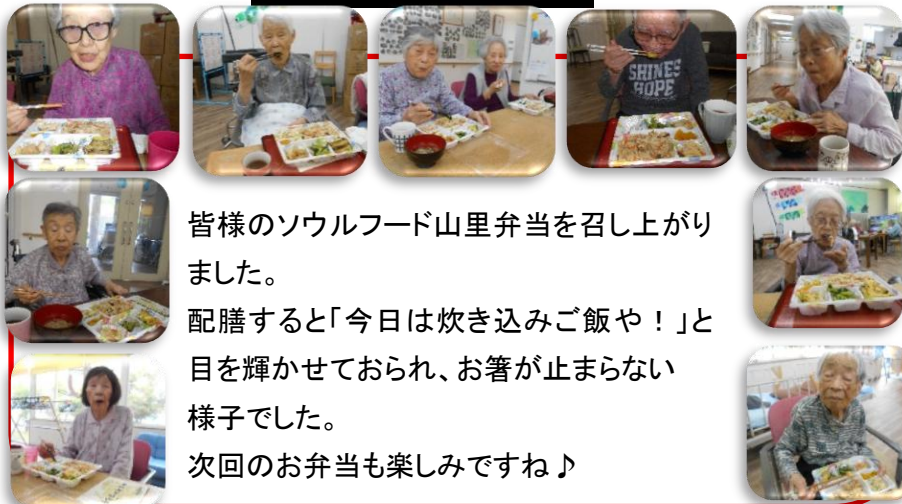 SHINES
HOPE
皆様のソウルフード山里弁当を召し上がり
ました。
配膳すると「今日は炊き込みご飯や！」と
目を輝かせておられ、お箸が止まらない
様子でした。
次回のお弁当も楽しみですね♪